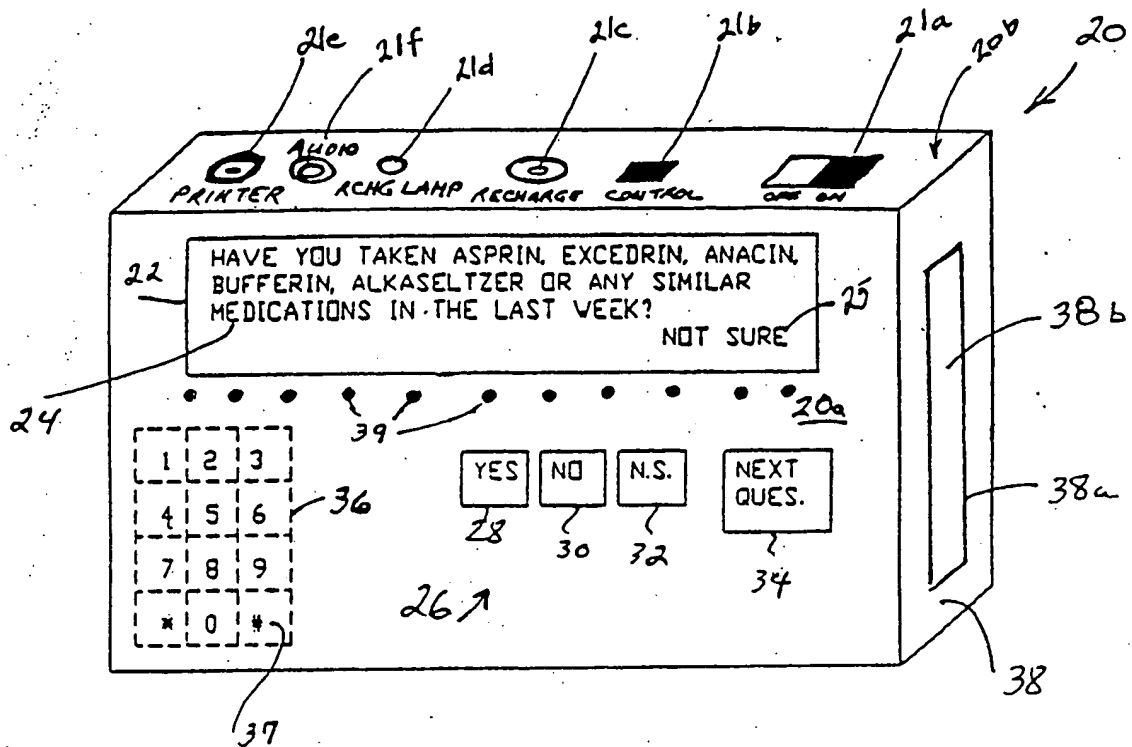 21e 21f 21d 21c 21b 21a 20b 20
AUDIO
PRINTER RCHG LAMP RECHARGE CONTROL OFF ON
22
HAVE YOU TAKEN ASPRIN, EXCEDRIN, ANACIN,
BUFFERIN, ALKASELTZER OR ANY SIMILAR
MEDICATIONS IN THE LAST WEEK?
NOT SURE
25
38b
24
39
20a
1 2 3
4 5 6
7 8 9
* 0 #
36
37
YES NO N.S. NEXT
QUES.
28 30 32 34
26
38a
38